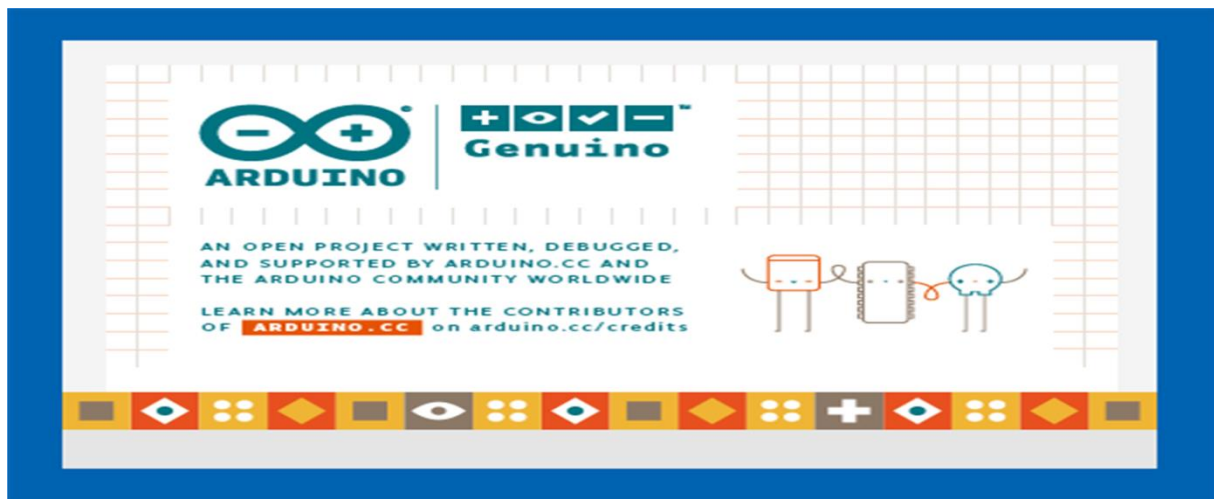 ARDUINO
Genuino
AN OPEN PROJECT WRITTEN, DEBUGGED,
AND SUPPORTED BY ARDUINO.CC AND
THE ARDUINO COMMUNITY WORLDWIDE
LEARN MORE ABOUT THE CONTRIBUTORS
OF ARDUINO.CC on arduino.cc/credits